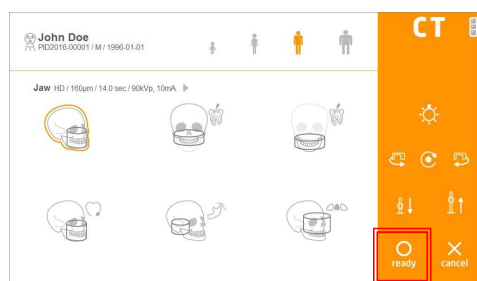 John Doe
PID2016-00001 / M / 1996-01-01
CT
Jaw HD / 160μm / 14.0 sec / 90kVp, 10mA
ready
cancel